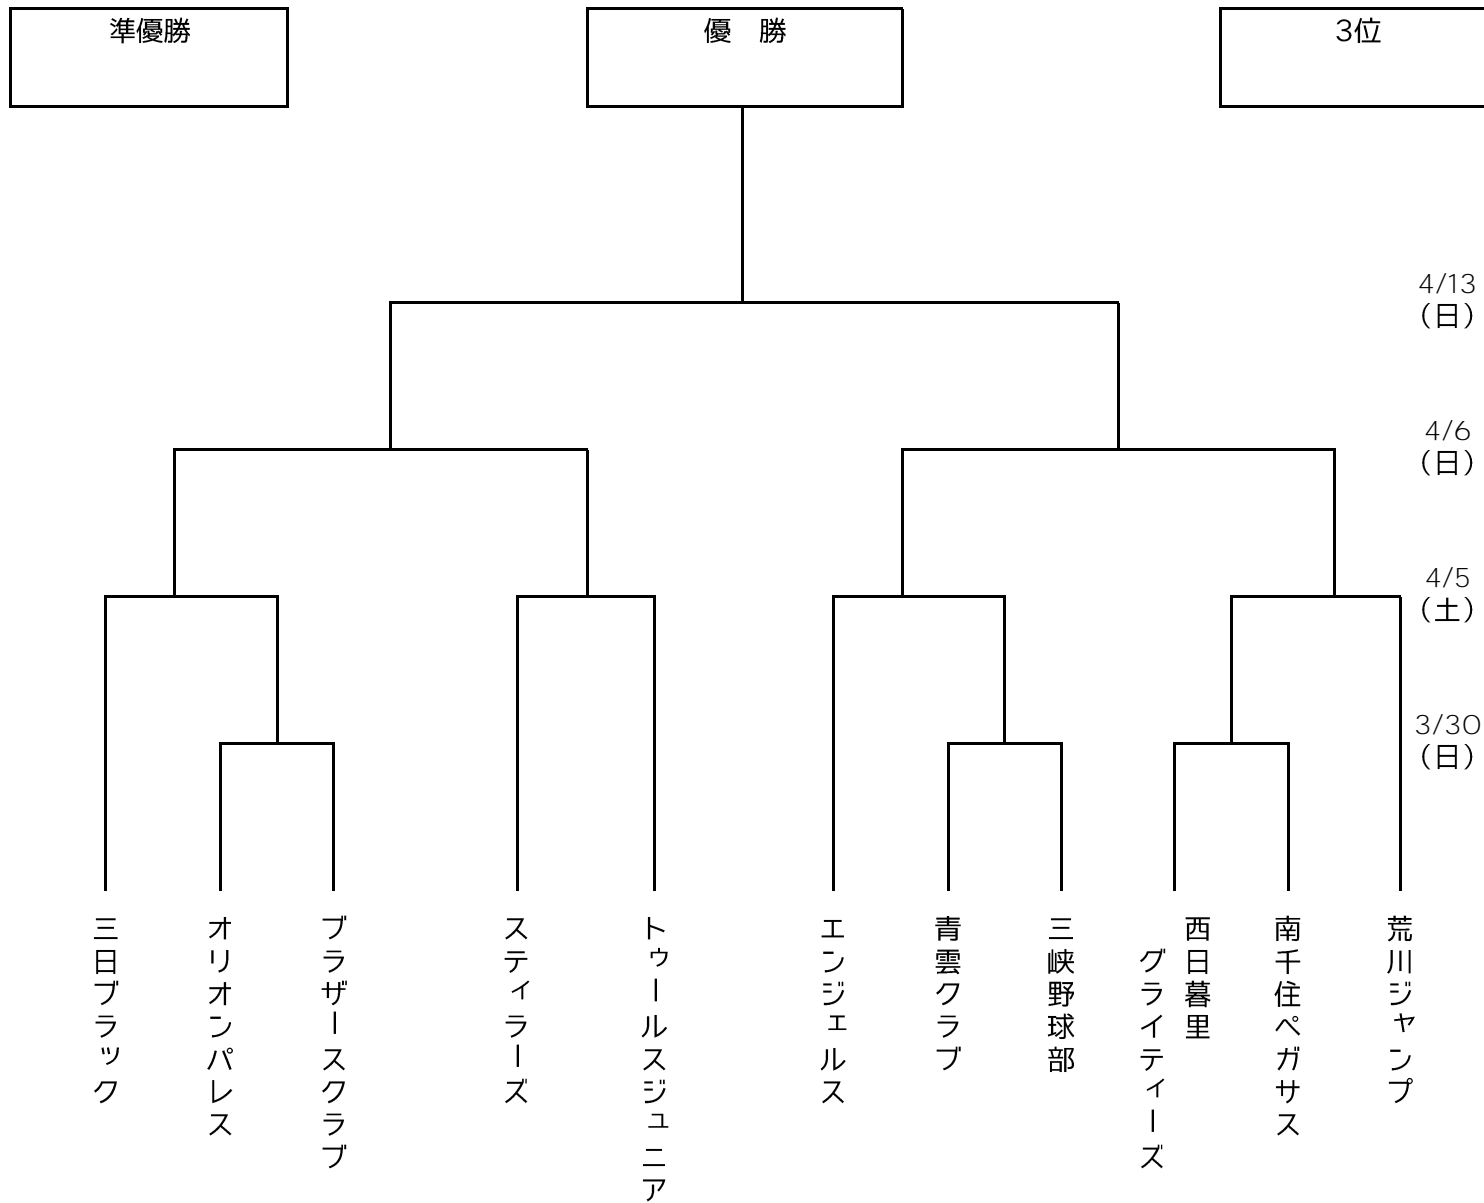 準優勝
優　勝
3位
4/13
（日）
4/6
（日）
4/5
（土）
3/30
（日）
三日ブラック
オリオンパレス
ブラザースクラブ
スティラーズ
トゥールスジュニア
エンジェルス
青雲クラブ
三峡野球部
西日暮里
グライティーズ
南千住ペガサス
荒川ジャンプ